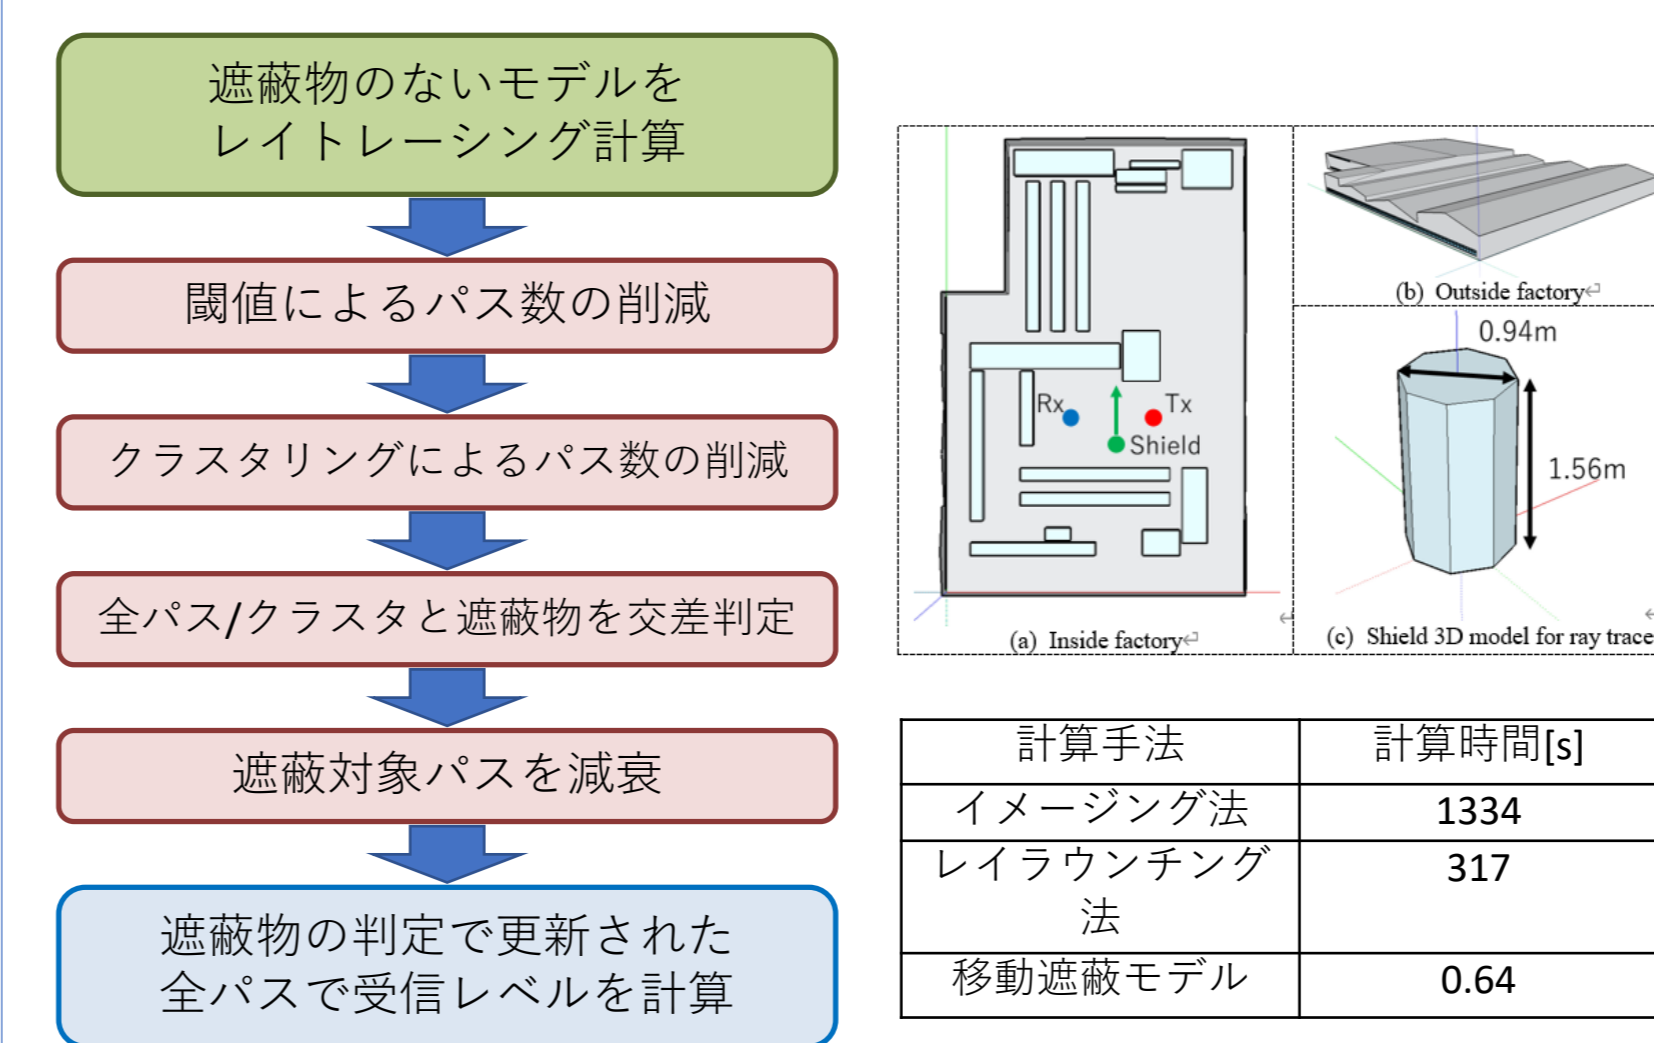 遮蔽物のないモデルを
レイトレーシング計算
閾値によるパス数の削減
クラスタリングによるパス数の削減
全パス/クラスタと遮蔽物を交差判定
遮蔽対象パスを減衰
遮蔽物の判定で更新された
全パスで受信レベルを計算
Rx
Tx
Shield
(a) Inside factory
(b) Outside factory
0.94m
1.56m
(c) Shield 3D model for ray trace
計算手法 計算時間[s]
イメージング法 1334
レイラウンチング 317
法
移動遮蔽モデル 0.64